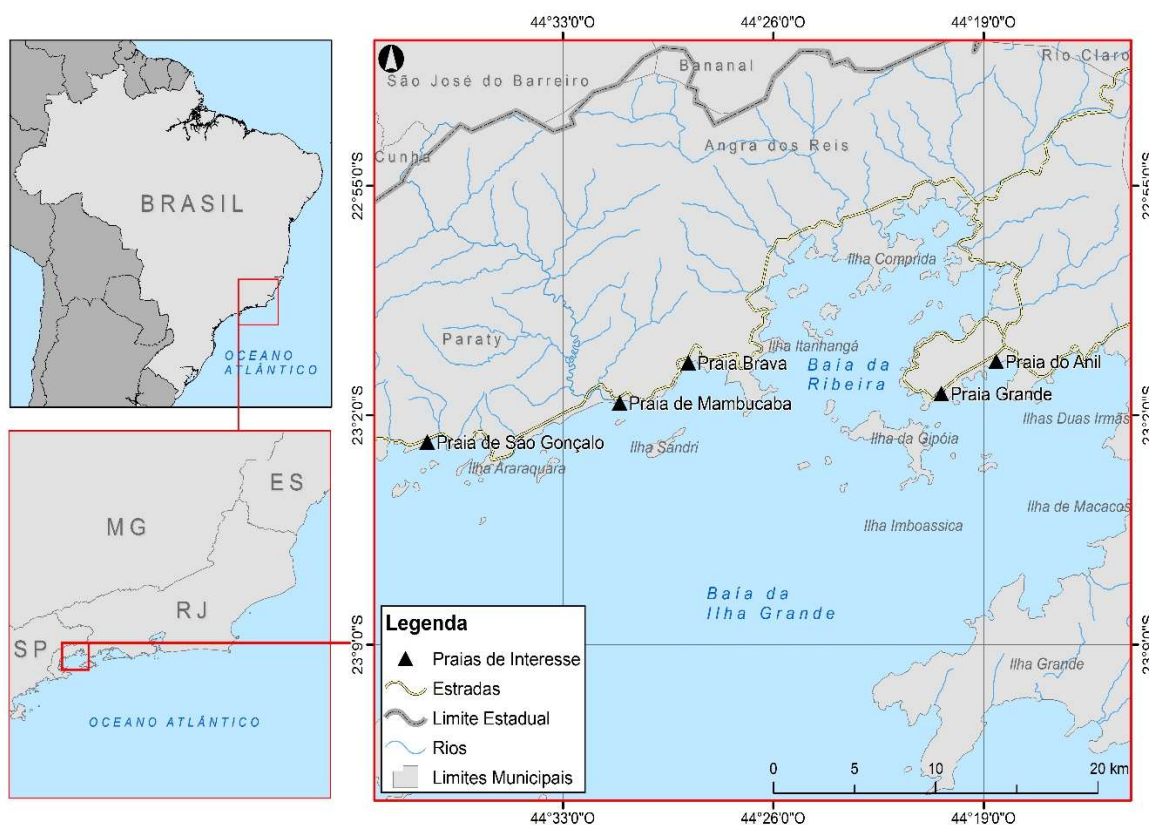 BRASIL
OCEANO
ATLÂNTICO
ES
MG
RJ
SP
OCEANO ATLÂNTICO
44°33'0"O
44°26'0"O
44°19'0"O
São José do Barreiro
Bananal
Rio Claro
Cunha
Angra dos Reis
22°55'0"S
22°55'0"S
Ilha Comprida
Paraty
Ilha Itanhangá
Praia Brava
Baía da
Ribeira
Praia do Anil
Praia Grande
Praia de Mambucaba
23°2'0"S
Ilhas Duas Irmãs
23°2'0"S
Praia de São Gonçalo
Ilha Sandri
Ilha da Gipóia
Ilha Araraquara
Ilha de Macacos
Ilha Imboassica
Baía da
Ilha Grande
23°9'0"S
23°9'0"S
Ilha Grande
Legenda
Praias de Interesse
Estradas
Limite Estadual
Rios
Limites Municipais
0 5 10 20 km
44°33'0"O
44°26'0"O
44°19'0"O